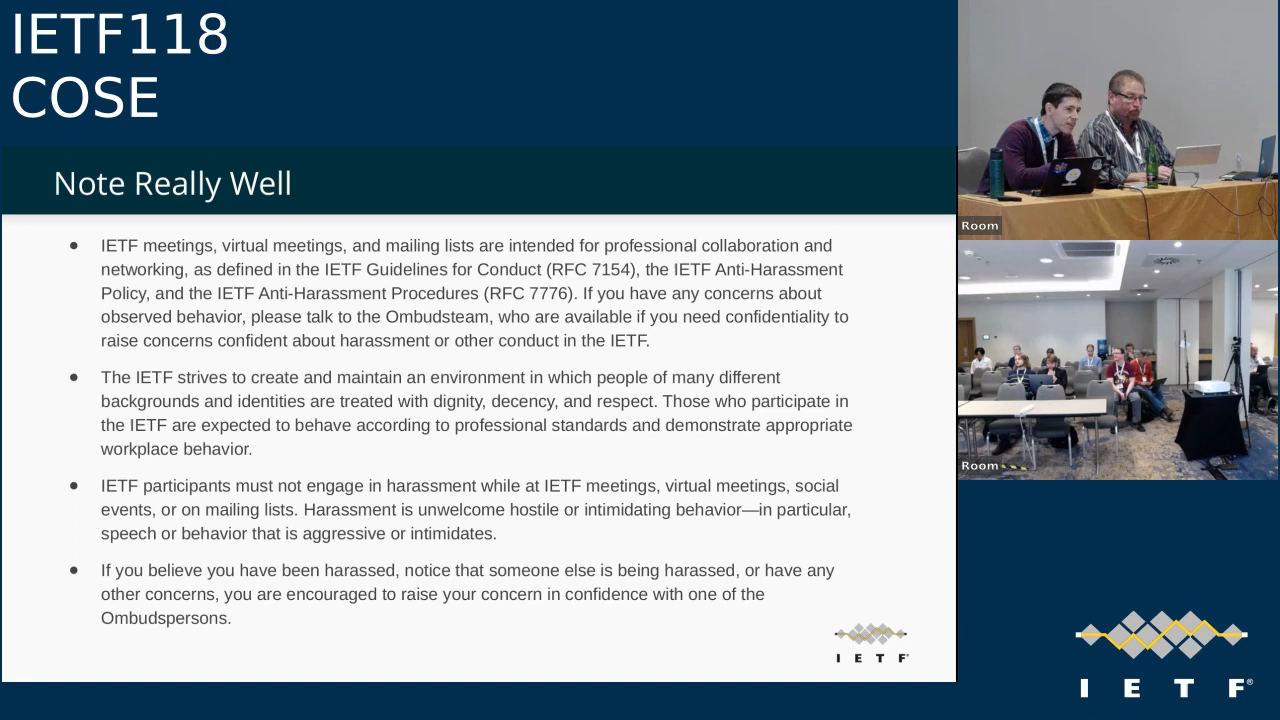 IETF118
COSE
Note Really Well
● IETF meetings, virtual meetings, and mailing lists are intended for professional collaboration and
networking, as defined in the IETF Guidelines for Conduct (RFC 7154), the IETF Anti-Harassment
Policy, and the IETF Anti-Harassment Procedures (RFC 7776). If you have any concerns about
observed behavior, please talk to the Ombudsteam, who are available if you need confidentiality to
raise concerns confident about harassment or other conduct in the IETF.
● The IETF strives to create and maintain an environment in which people of many different
backgrounds and identities are treated with dignity, decency, and respect. Those who participate in
the IETF are expected to behave according to professional standards and demonstrate appropriate
workplace behavior.
● IETF participants must not engage in harassment while at IETF meetings, virtual meetings, social
events, or on mailing lists. Harassment is unwelcome hostile or intimidating behavior—in particular,
speech or behavior that is aggressive or intimidates.
● If you believe you have been harassed, notice that someone else is being harassed, or have any
other concerns, you are encouraged to raise your concern in confidence with one of the
Ombudspersons.
I E T F®
Room
Room
I E T F®